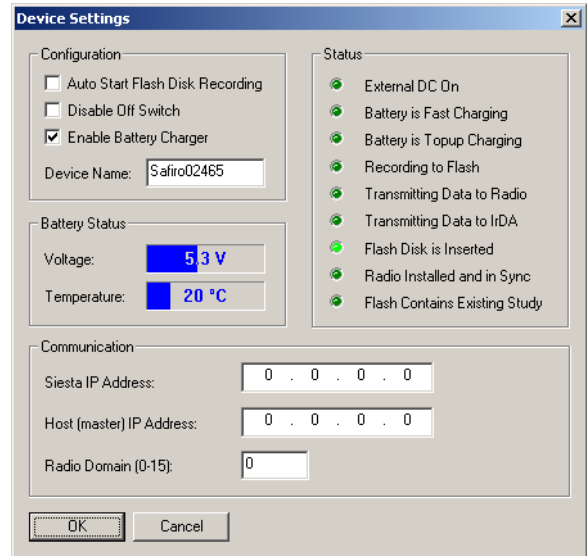 Device Settings
Configuration
Auto Start Flash Disk Recording
Disable Off Switch
Enable Battery Charger
Device Name: Safiro02465
Battery Status
Voltage: 5.3 V
Temperature: 20 °C
Status
External DC On
Battery is Fast Charging
Battery is Topup Charging
Recording to Flash
Transmitting Data to Radio
Transmitting Data to IrDA
Flash Disk is Inserted
Radio Installed and in Sync
Flash Contains Existing Study
Communication
Siesta IP Address: 0 . 0 . 0 . 0
Host (master) IP Address: 0 . 0 . 0 . 0
Radio Domain (0-15): 0
OK Cancel